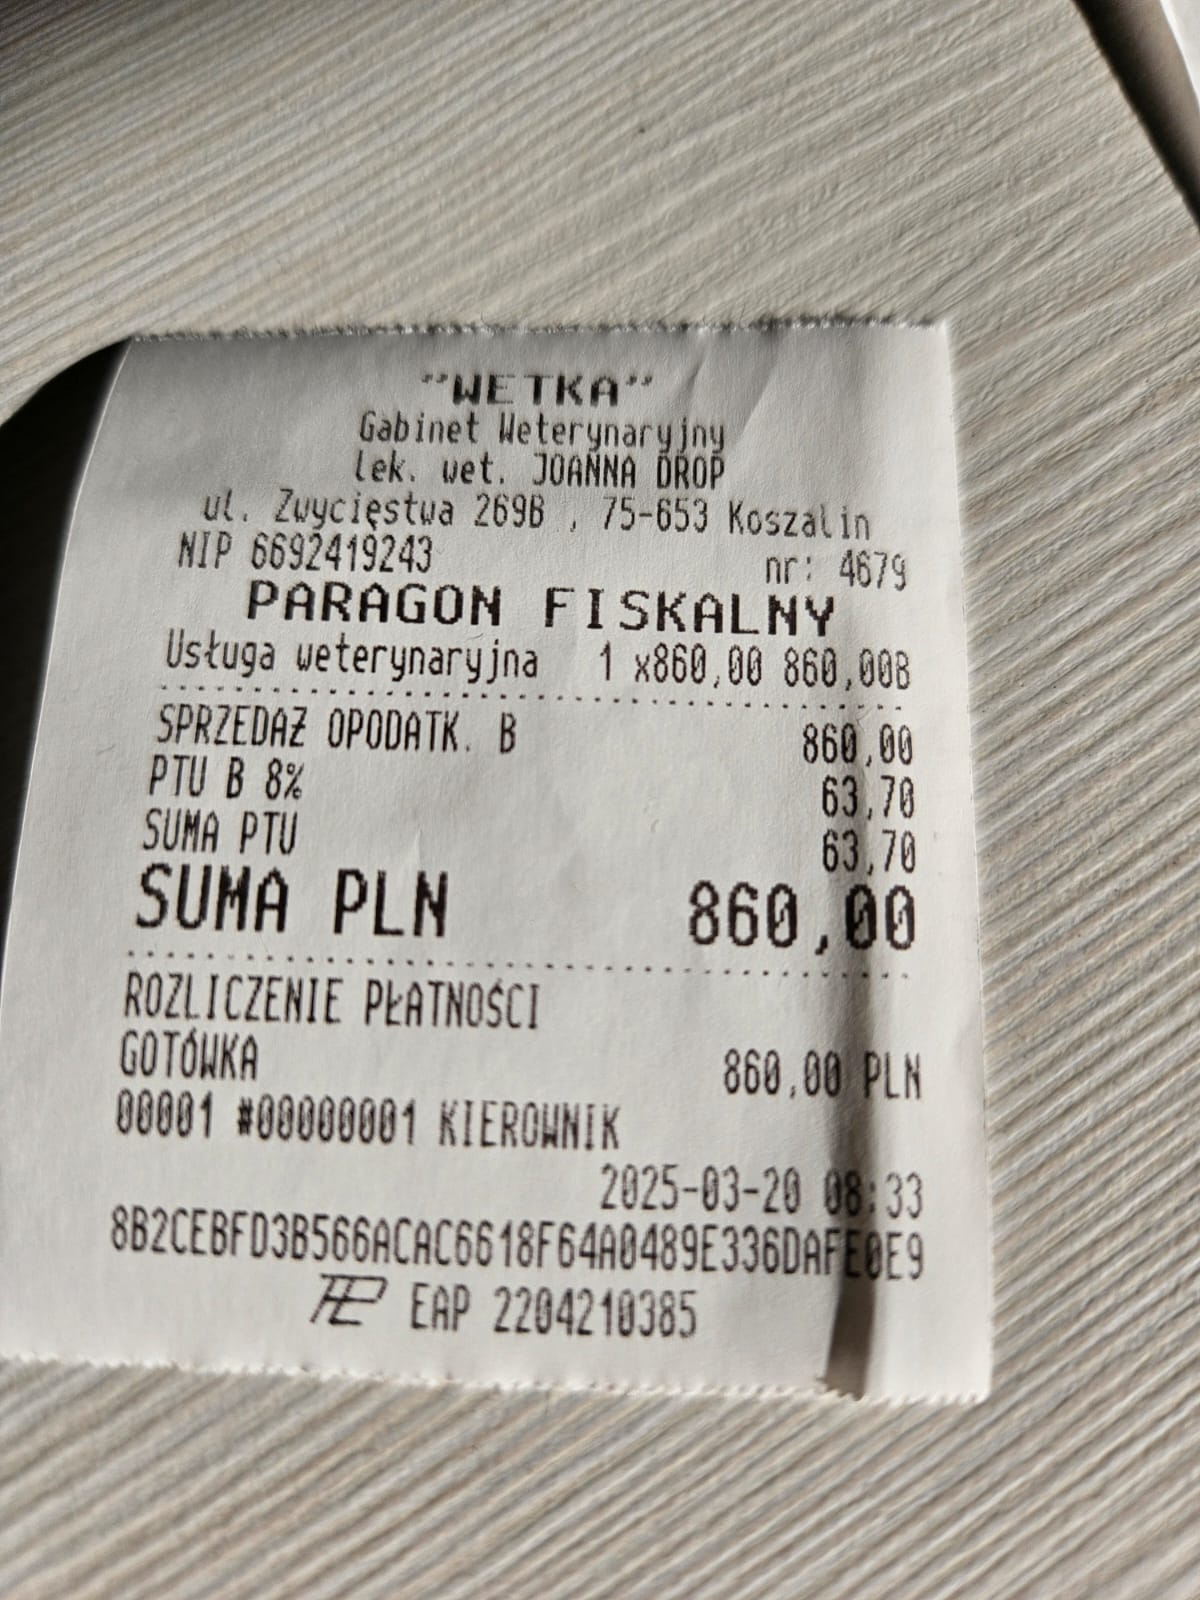 "WETKA"
Gabinet Weterynaryjny
lek. wet. JOANNA DROP
ul. Zwycięstwa 269B , 75-653 Koszalin
NIP 6692419243 nr: 4679
PARAGON FISKALNY
Usługa weterynaryjna 1 x860,00 860,00B
SPRZEDAŻ OPODATK. B 860,00
PTU B 8% 63,70
SUMA PTU 63,70
SUMA PLN 860,00
ROZLICZENIE PŁATNOŚCI
GOTÓWKA 860,00 PLN
00001 #00000001 KIEROWNIK
2025-03-20 08:33
8B2CEBFD3B566ACAC6618F64A0489E336DAFE0E9
EAP 2204210385